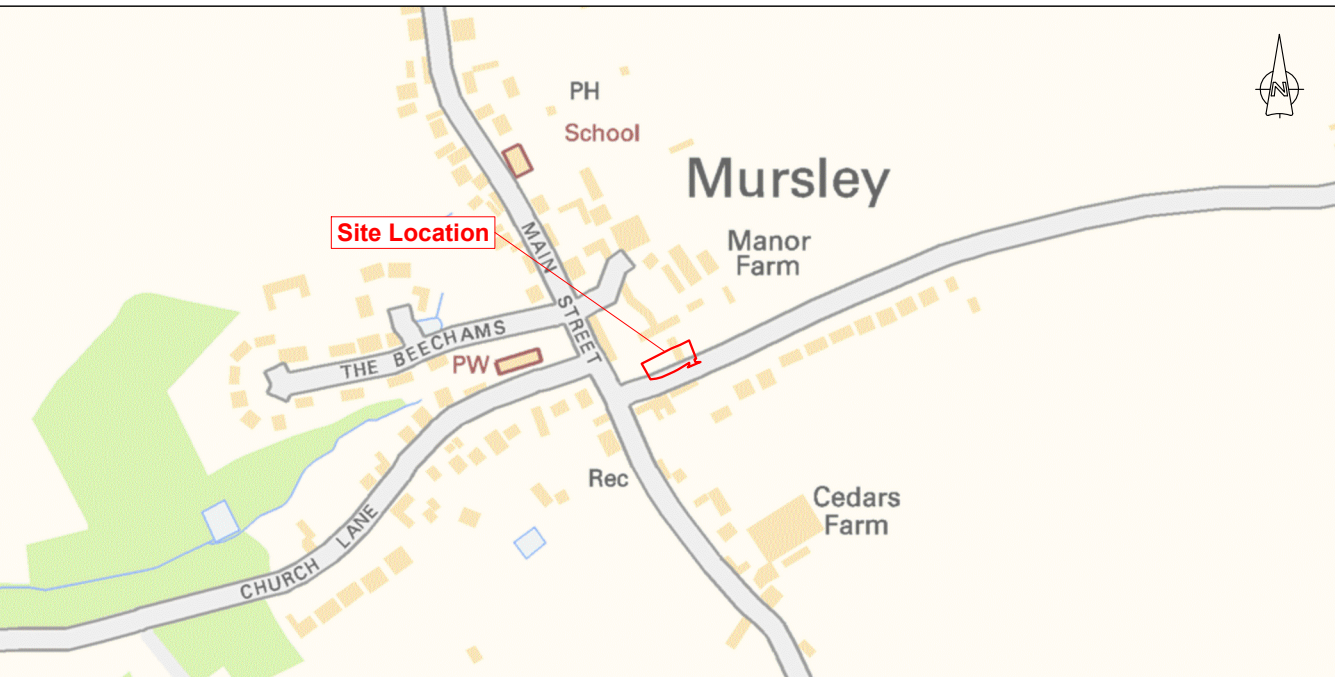 PH
School
N
Mursley
Site Location
MAIN STREET
Manor
Farm
THE BEECHAMS
PW
Rec
Cedars
Farm
CHURCH LANE